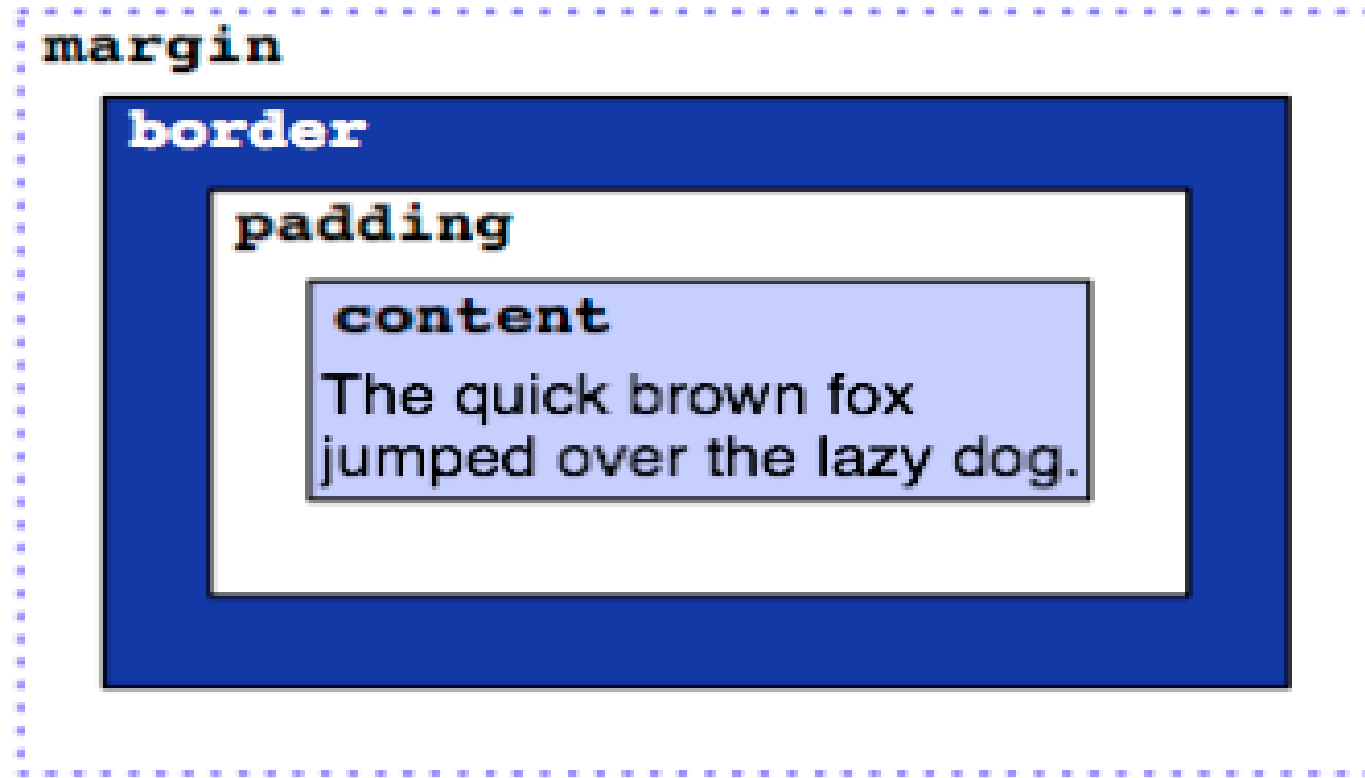 margin
border
padding
content
The quick brown fox
jumped over the lazy dog.